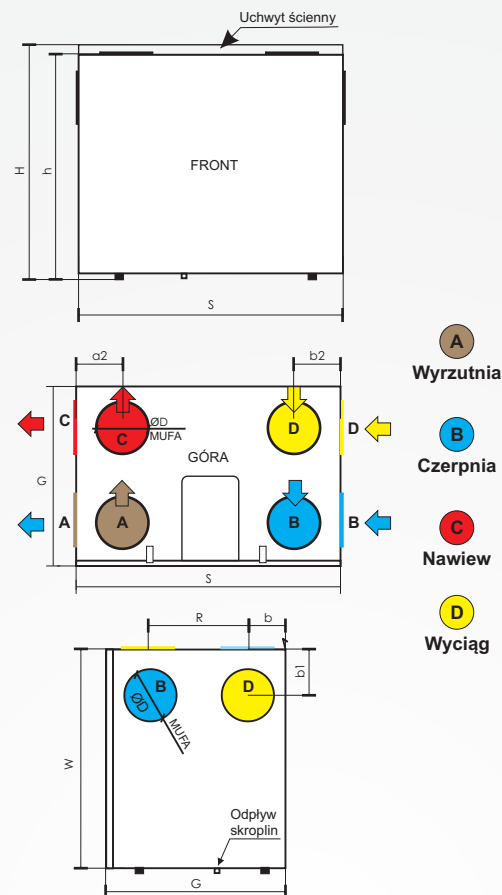 Uchwyt ścienny
H
h
FRONT
S
a2
b2
C
C
ØD
MUFA
D
D
GÓRA
G
A
A
B
B
S
A
Wyrzutnia
B
Czerpnia
C
Nawiew
D
Wyciąg
R
b
b1
B
D
ØD
MUFA
W
Odpływ
skroplin
G